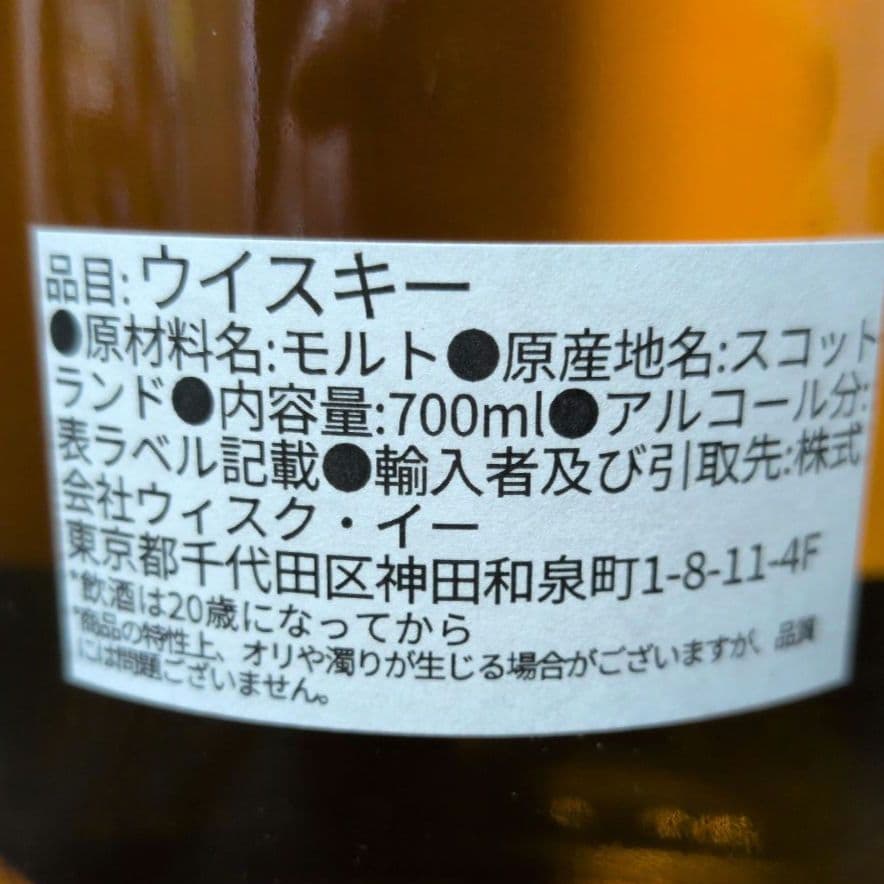 品目:ウイスキー
●原材料名:モルト●原産地名:スコット
ランド●内容量:700ml●アルコール分:
表ラベル記載●輸入者及び引取先:株式
会社ウィスク・イー
東京都千代田区神田和泉町1-8-11-4F
*飲酒は20歳になってから
*商品の特性上、オリや濁りが生じる場合がございますが、品質
には問題ございません。